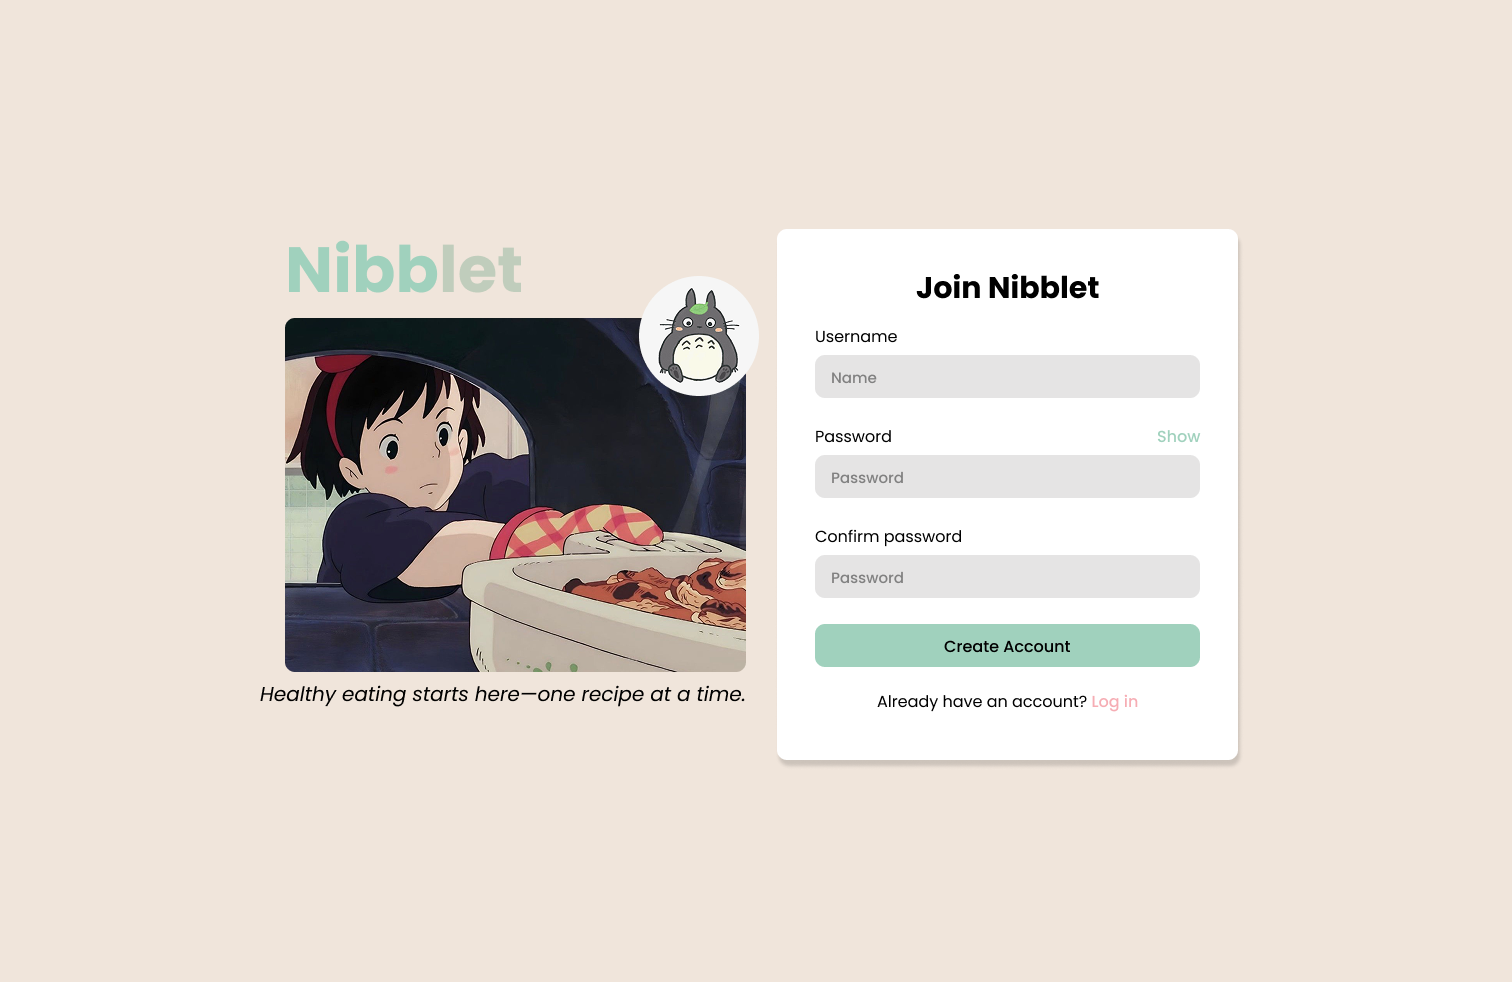 Nibblet
Healthy eating starts here—one recipe at a time.
Join Nibblet
Username
Name
Password Show
Password
Confirm password
Password
Create Account
Already have an account? Log in